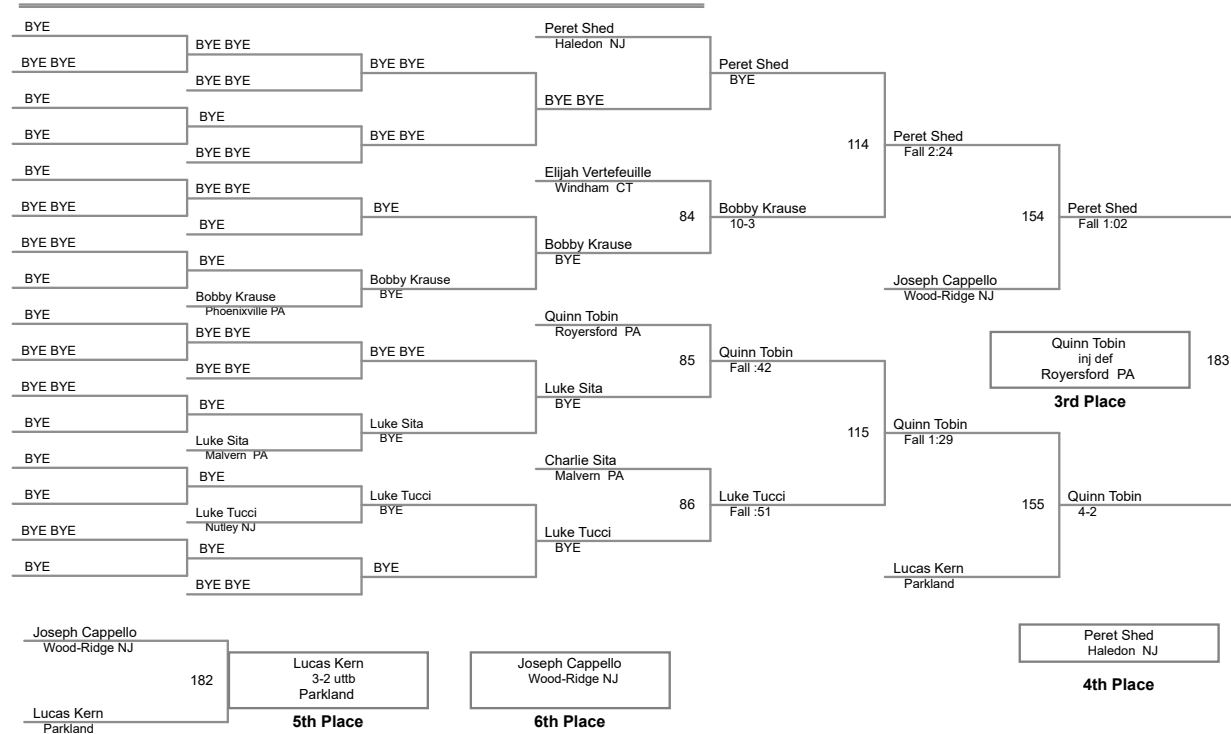 BYE
BYE BYE
BYE
BYE
BYE
BYE BYE
BYE BYE
BYE
BYE
BYE BYE
BYE BYE
BYE
BYE
BYE
BYE BYE
BYE
BYE BYE
BYE BYE
BYE
BYE BYE
BYE BYE
BYE
BYE
Bobby Krause
Phoenixville PA
BYE BYE
BYE BYE
BYE
Luke Sita
Malvern PA
BYE
Luke Tucci
Nutley NJ
BYE
BYE BYE
BYE BYE
BYE BYE
BYE
Bobby Krause
BYE
BYE BYE
Luke Sita
BYE
Luke Tucci
BYE
BYE
Peret Shed
Haledon NJ
BYE BYE
Elijah Vertefeuille
Windham CT
84
Bobby Krause
BYE
Quinn Tobin
Royersford PA
85
Luke Sita
BYE
Charlie Sita
Malvern PA
86
Luke Tucci
BYE
Peret Shed
BYE
114
Bobby Krause
10-3
Quinn Tobin
Fall :42
115
Luke Tucci
Fall :51
Peret Shed
Fall 2:24
154
Joseph Cappello
Wood-Ridge NJ
Quinn Tobin
Fall 1:29
155
Lucas Kern
Parkland
Peret Shed
Fall 1:02
Quinn Tobin
inj def
Royersford PA
183
3rd Place
Quinn Tobin
4-2
Peret Shed
Haledon NJ
4th Place
Joseph Cappello
Wood-Ridge NJ
182
Lucas Kern
Parkland
Lucas Kern
3-2 uttb
Parkland
5th Place
Joseph Cappello
Wood-Ridge NJ
6th Place